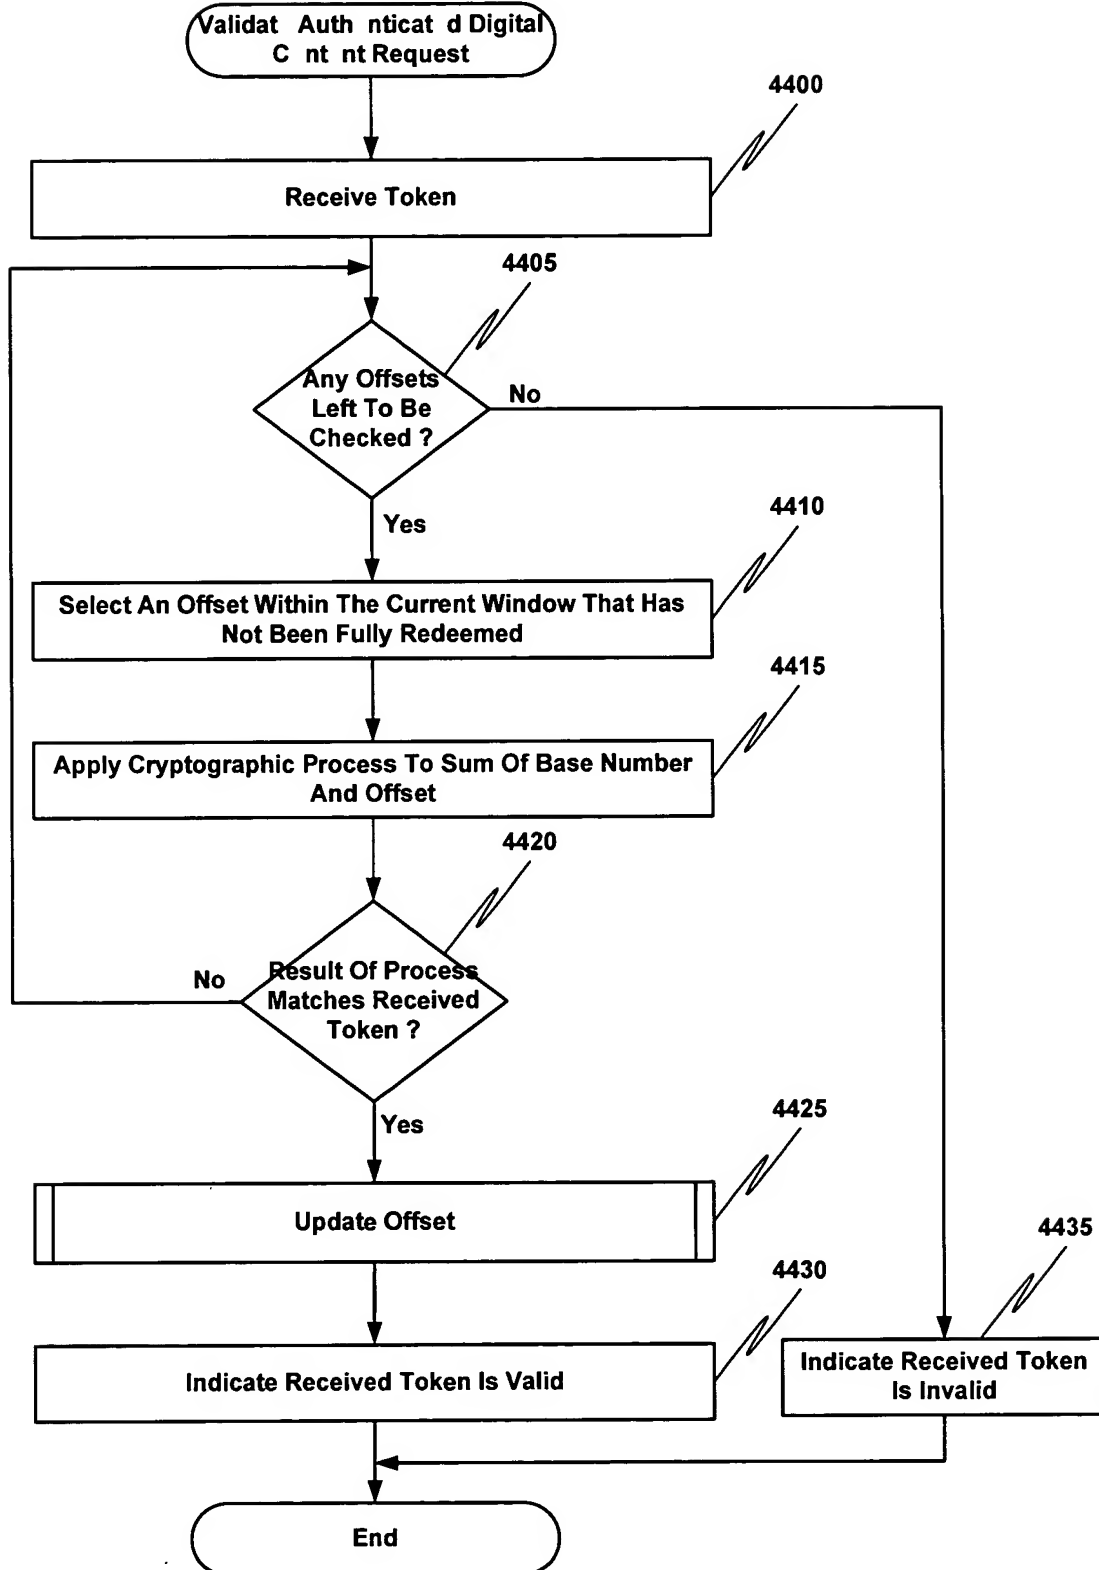 Validat Auth nticat d Digital
C nt nt Request
4400
Receive Token
4405
Any Offsets
Left To Be
Checked ?
No
Yes
4410
Select An Offset Within The Current Window That Has
Not Been Fully Redeemed
4415
Apply Cryptographic Process To Sum Of Base Number
And Offset
4420
No
Result Of Process
Matches Received
Token ?
Yes
4425
Update Offset
4435
4430
Indicate Received Token Is Valid
Indicate Received Token
Is Invalid
End